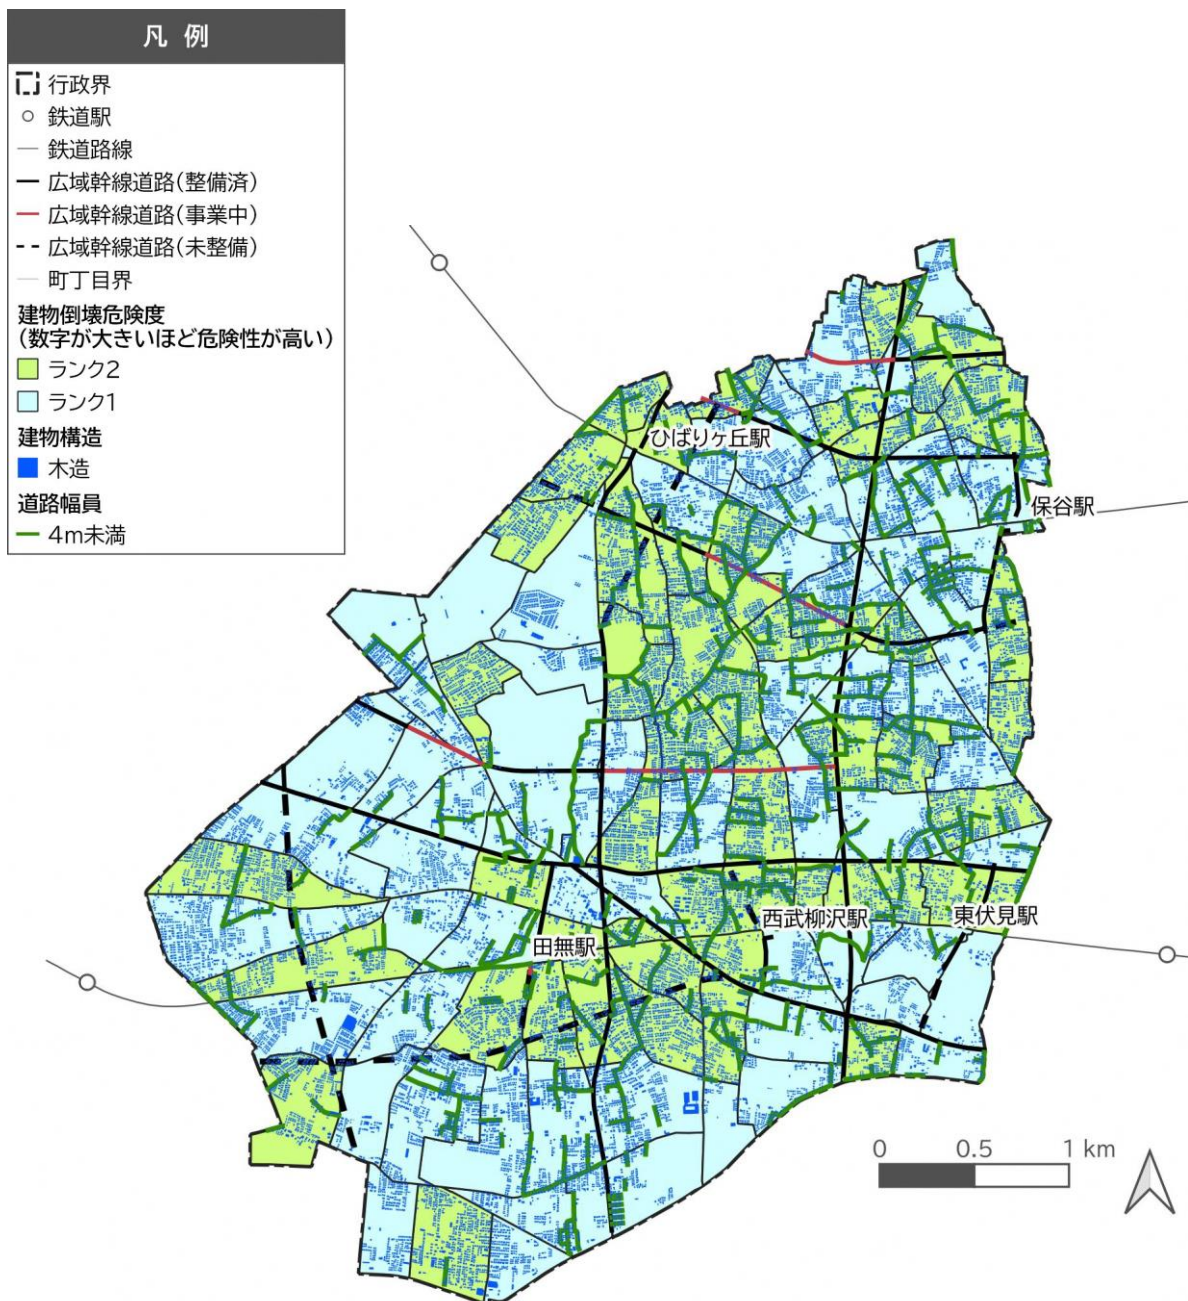 凡 例
行政界
鉄道駅
鉄道路線
広域幹線道路(整備済)
広域幹線道路(事業中)
広域幹線道路(未整備)
町丁目界
建物倒壊危険度
(数字が大きいほど危険性が高い)
ランク2
ランク1
建物構造
木造
道路幅員
4m未満
ひばりヶ丘駅
保谷駅
西武柳沢駅
東伏見駅
田無駅
0 0.5 1 km